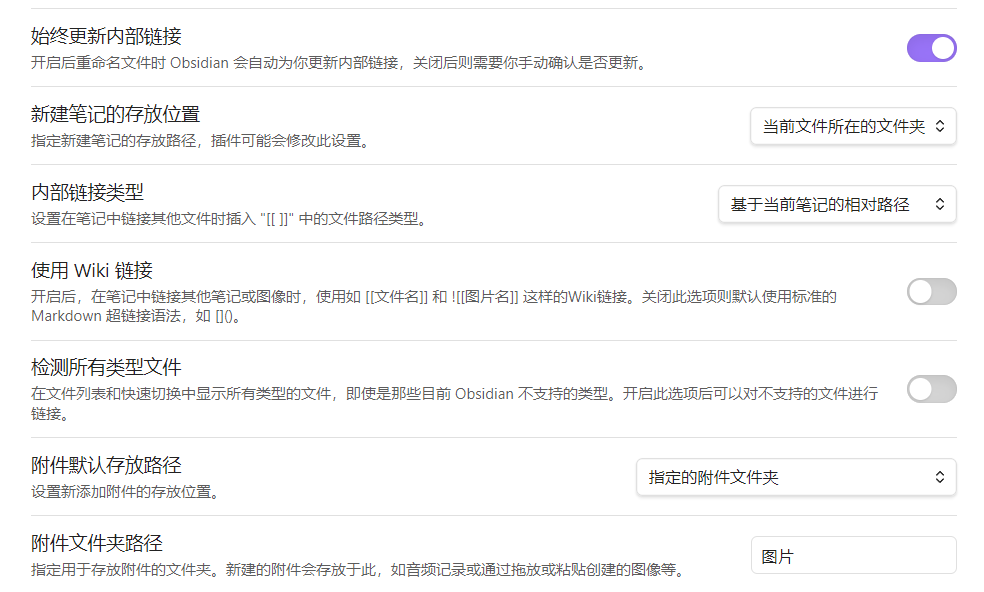 始终更新内部链接
开启后重命名文件时 Obsidian 会自动为你更新内部链接，关闭后则需要你手动确认是否更新。
新建笔记的存放位置
指定新建笔记的存放路径，插件可能会修改此设置。
当前文件所在的文件夹
内部链接类型
设置在笔记中链接其他文件时插入 "[[ ]]" 中的文件路径类型。
基于当前笔记的相对路径
使用 Wiki 链接
开启后，在笔记中链接其他笔记或图像时，使用如 [[文件名]] 和 ![[图片名]] 这样的Wiki链接。关闭此选项则默认使用标准的
Markdown 超链接语法，如 []()。
检测所有类型文件
在文件列表和快速切换中显示所有类型的文件，即使是那些目前 Obsidian 不支持的类型。开启此选项后可以对不支持的文件进行
链接。
附件默认存放路径
设置新添加附件的存放位置。
指定的附件文件夹
附件文件夹路径
指定用于存放附件的文件夹。新建的附件会存放于此，如音频记录或通过拖放或粘贴创建的图像等。
图片